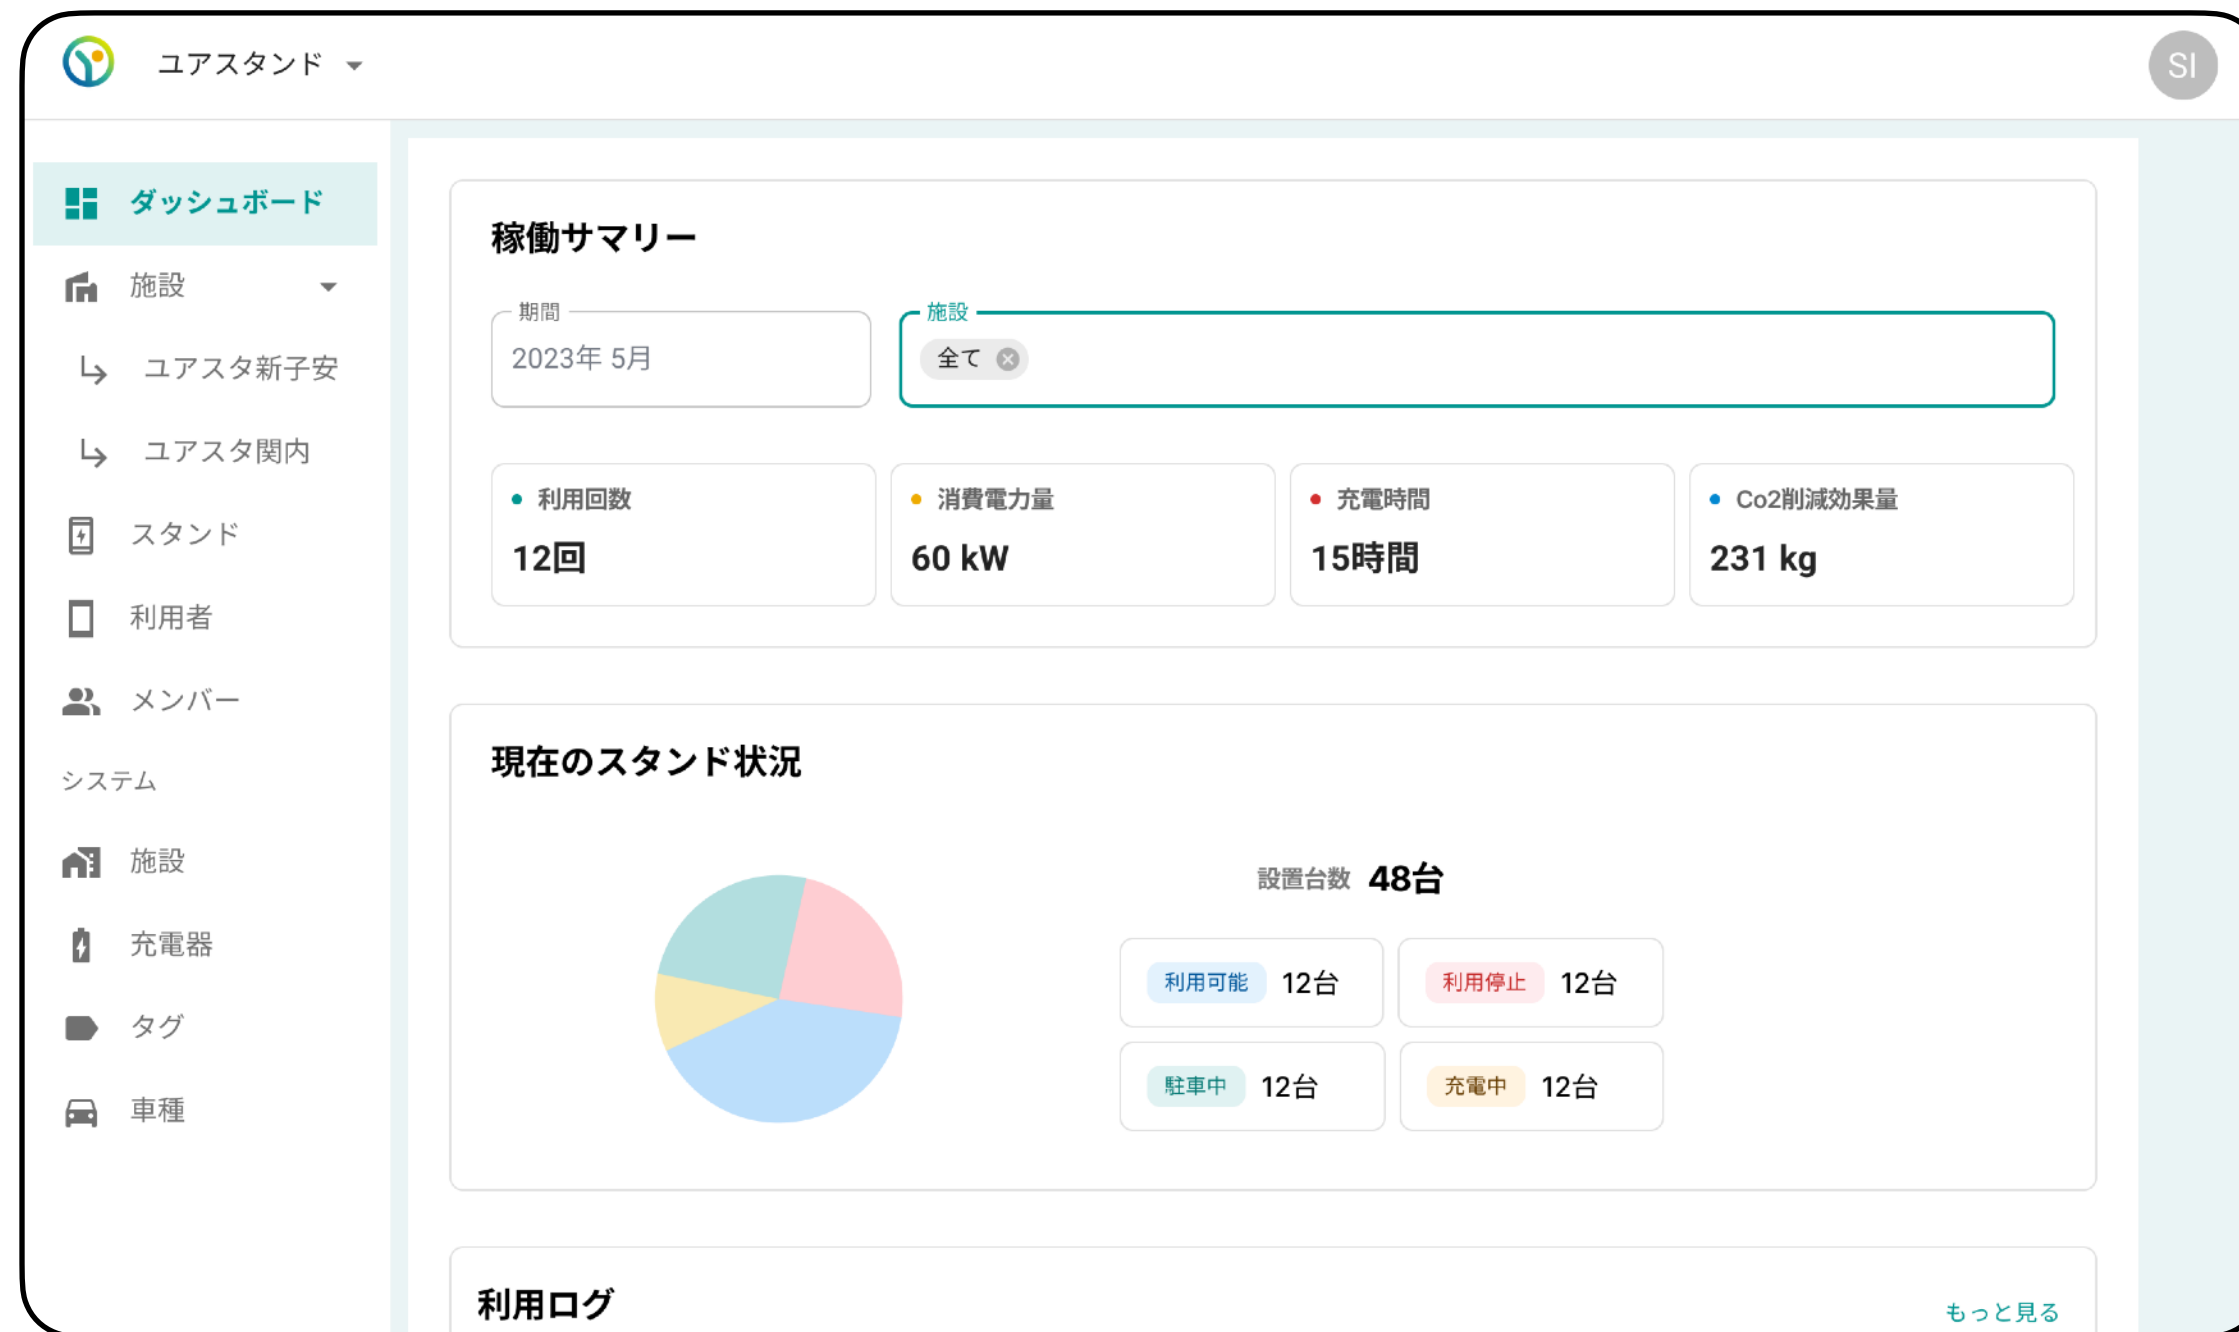 ユアスタンド
SI
ダッシュボード
施設
ユアスタ新子安
ユアスタ関内
スタンド
利用者
メンバー
システム
施設
充電器
タグ
車種
稼働サマリー
期間
2023年 5月
施設
全て
利用回数
12回
消費電力量
60 kW
充電時間
15時間
Co2削減効果量
231 kg
現在のスタンド状況
設置台数 48台
利用可能 12台
利用停止 12台
駐車中 12台
充電中 12台
利用ログ
もっと見る